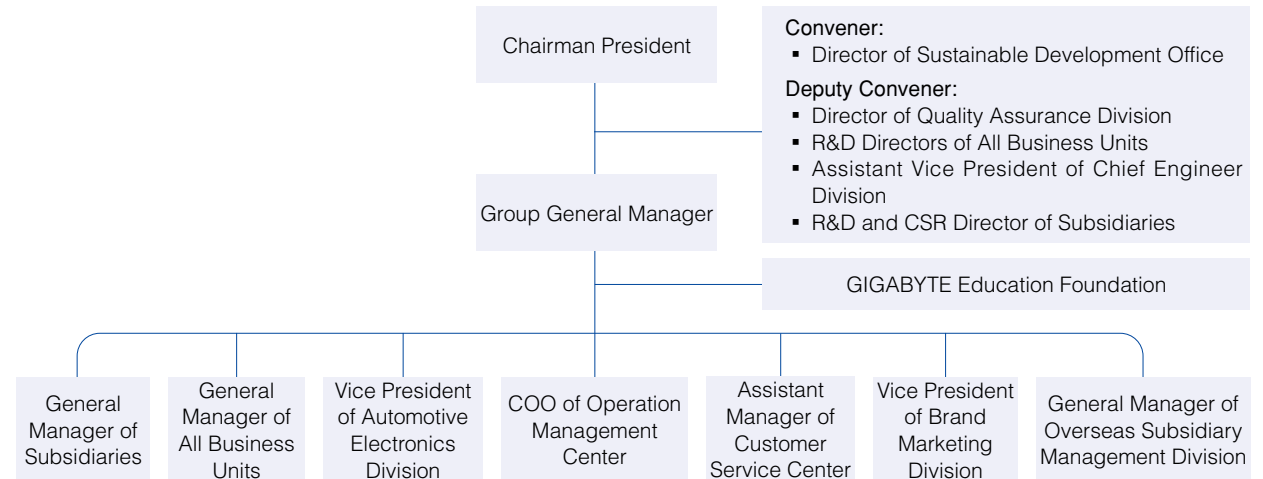 Chairman President
Convener:
▪ Director of Sustainable Development Office
Deputy Convener:
▪ Director of Quality Assurance Division
▪ R&D Directors of All Business Units
▪ Assistant Vice President of Chief Engineer
Division
▪ R&D and CSR Director of Subsidiaries
Group General Manager
GIGABYTE Education Foundation
General
Manager of
Subsidiaries
General
Manager of
All Business
Units
Vice President
of Automotive
Electronics
Division
COO of Operation
Management
Center
Assistant
Manager of
Customer
Service Center
Vice President
of Brand
Marketing
Division
General Manager of
Overseas Subsidiary
Management Division